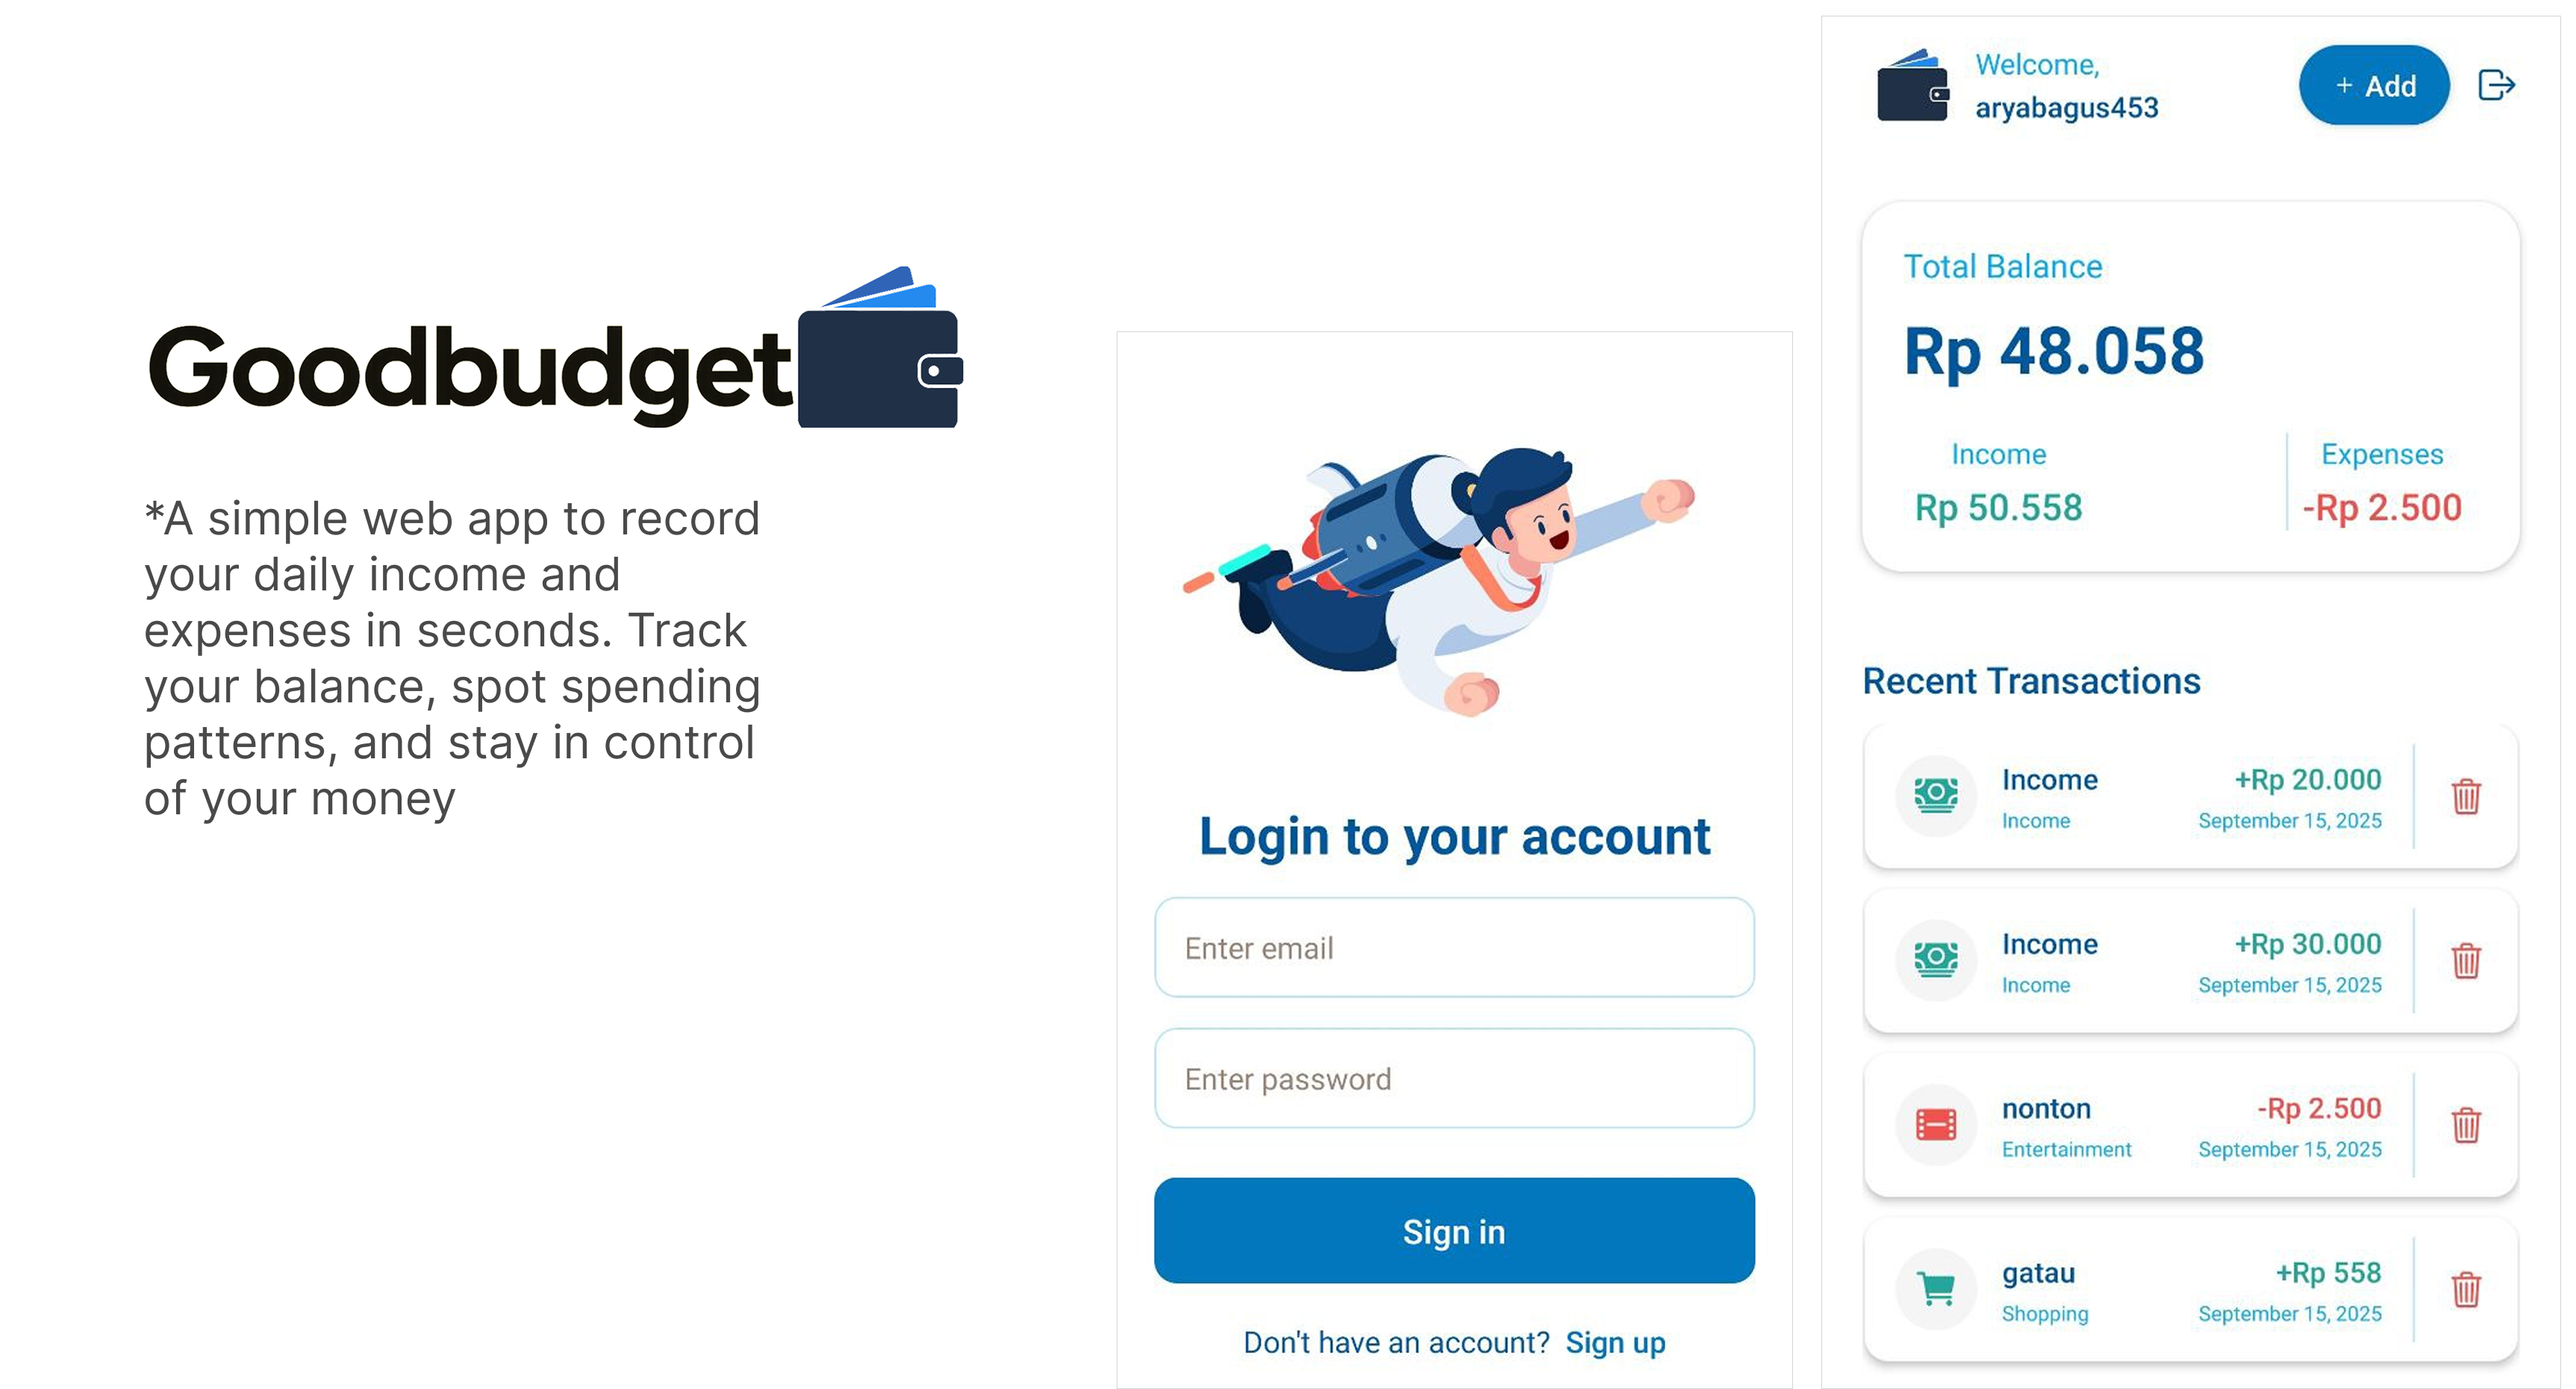 Goodbudget
*A simple web app to record
your daily income and
expenses in seconds. Track
your balance, spot spending
patterns, and stay in control
of your money
Login to your account
Enter email
Enter password
Sign in
Don't have an account? Sign up
Welcome,
aryabagus453
+ Add
Total Balance
Rp 48.058
Income Expenses
Rp 50.558 -Rp 2.500
Recent Transactions
Income +Rp 20.000
Income September 15, 2025
Income +Rp 30.000
Income September 15, 2025
nonton -Rp 2.500
Entertainment September 15, 2025
gatau +Rp 558
Shopping September 15, 2025